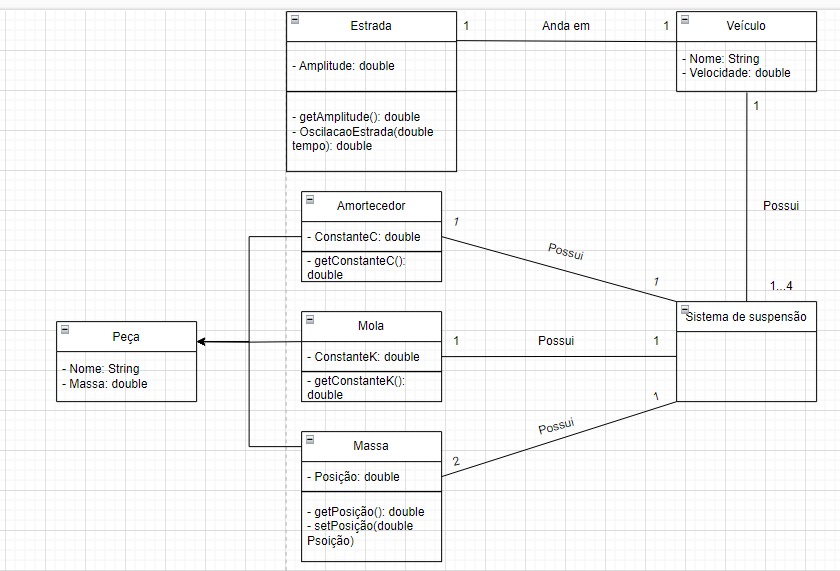 Estrada
- Amplitude: double
- getAmplitude(): double
- OscilacaoEstrada(double
tempo): double
1
Anda em
1
Veículo
- Nome: String
- Velocidade: double
1
Possui
1...4
Amortecedor
- ConstanteC: double
- getConstanteC():
double
1
Possui
1
Sistema de suspensão
Mola
- ConstanteK: double
- getConstanteK():
double
1
Possui
1
Peça
- Nome: String
- Massa: double
Massa
- Posição: double
- getPosição(): double
- setPosição(double
Psoição)
2
Possui
1